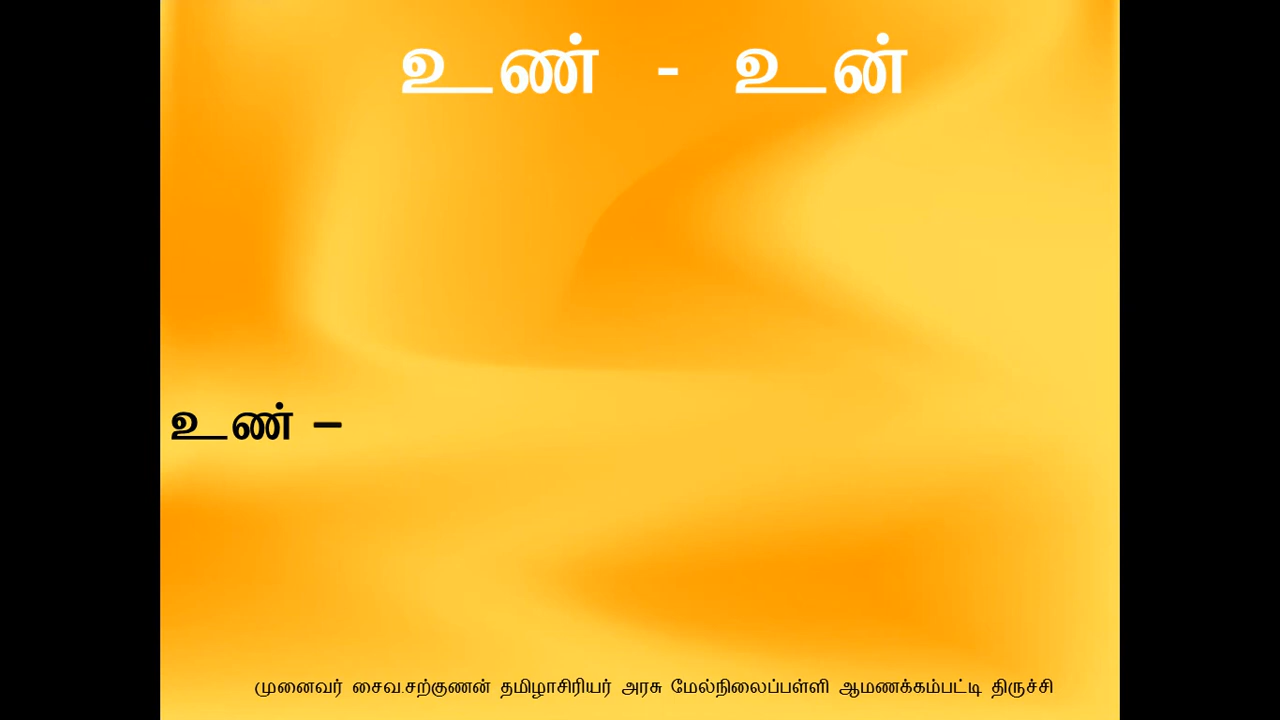 உண் - உன்
உண் –
முனைவர் சைவ.சற்குணன் தமிழாசிரியர் அரசு மேல்நிலைப்பள்ளி ஆமணக்கம்பட்டி திருச்சி